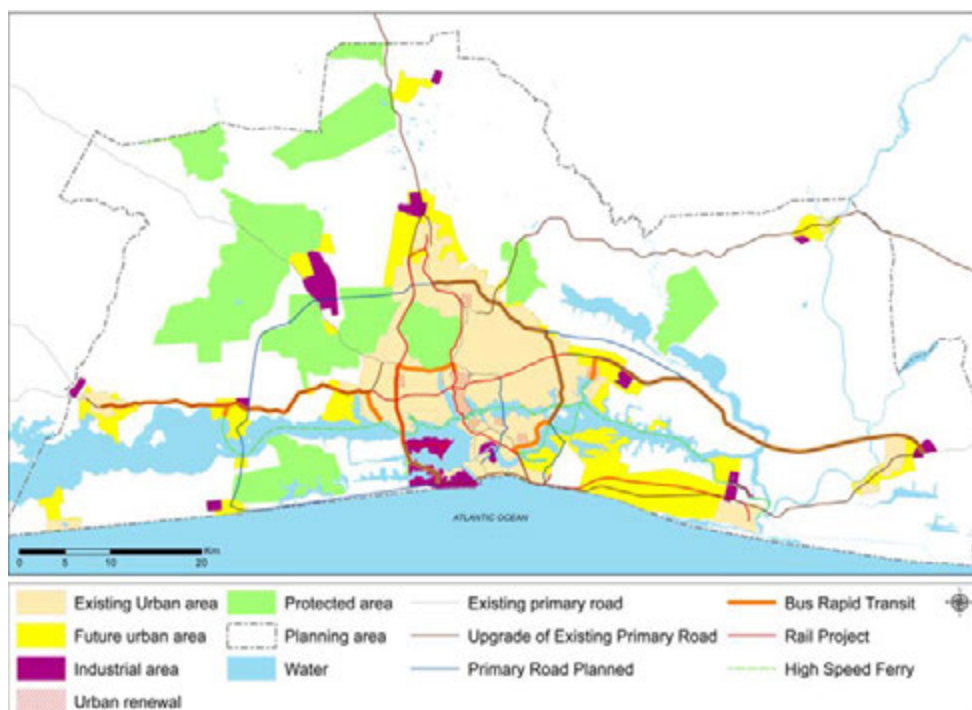 ATLANTIC OCEAN
Km
0 5 10 20
Existing Urban area
Future urban area
Industrial area
Urban renewal
Protected area
Planning area
Water
Existing primary road
Upgrade of Existing Primary Road
Primary Road Planned
Bus Rapid Transit
Rail Project
High Speed Ferry